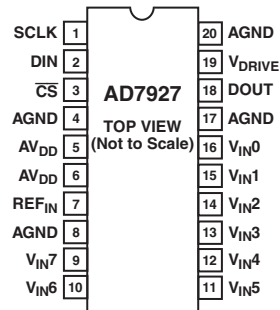 SCLK 1 20 AGND
DIN 2 19 VDRIVE
CS 3 AD7927 18 DOUT
AGND 4 TOP VIEW 17 AGND
AVDD 5 (Not to Scale) 16 VIN0
AVDD 6 15 VIN1
REFIN 7 14 VIN2
AGND 8 13 VIN3
VIN7 9 12 VIN4
VIN6 10 11 VIN5